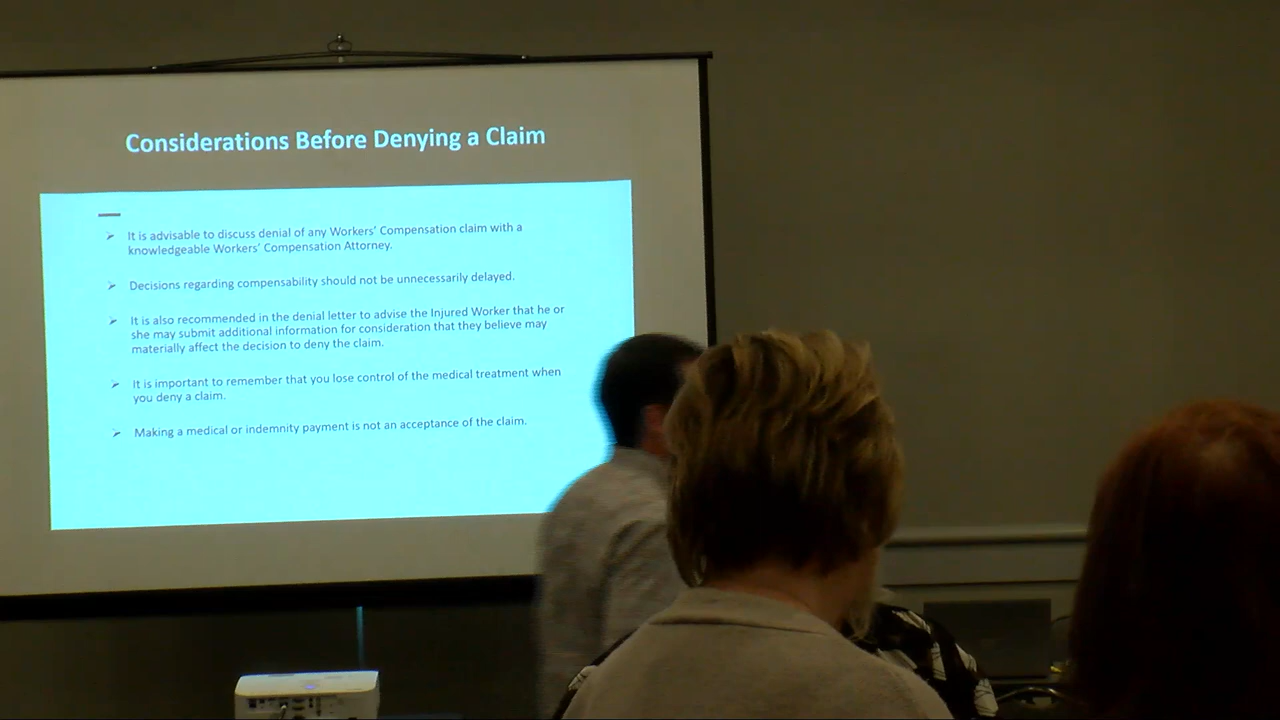 Considerations Before Denying a Claim
It is advisable to discuss denial of any Workers' Compensation claim with a
knowledgeable Workers' Compensation Attorney.
Decisions regarding compensability should not be unnecessarily delayed.
It is also recommended in the denial letter to advise the Injured Worker that he or
she may submit additional information for consideration that they believe may
materially affect the decision to deny the claim.
It is important to remember that you lose control of the medical treatment when
you deny a claim.
Making a medical or indemnity payment is not an acceptance of the claim.